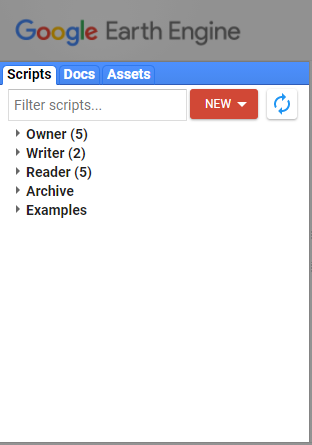 Google Earth Engine
Scripts Docs Assets
Filter scripts... NEW
Owner (5)
Writer (2)
Reader (5)
Archive
Examples